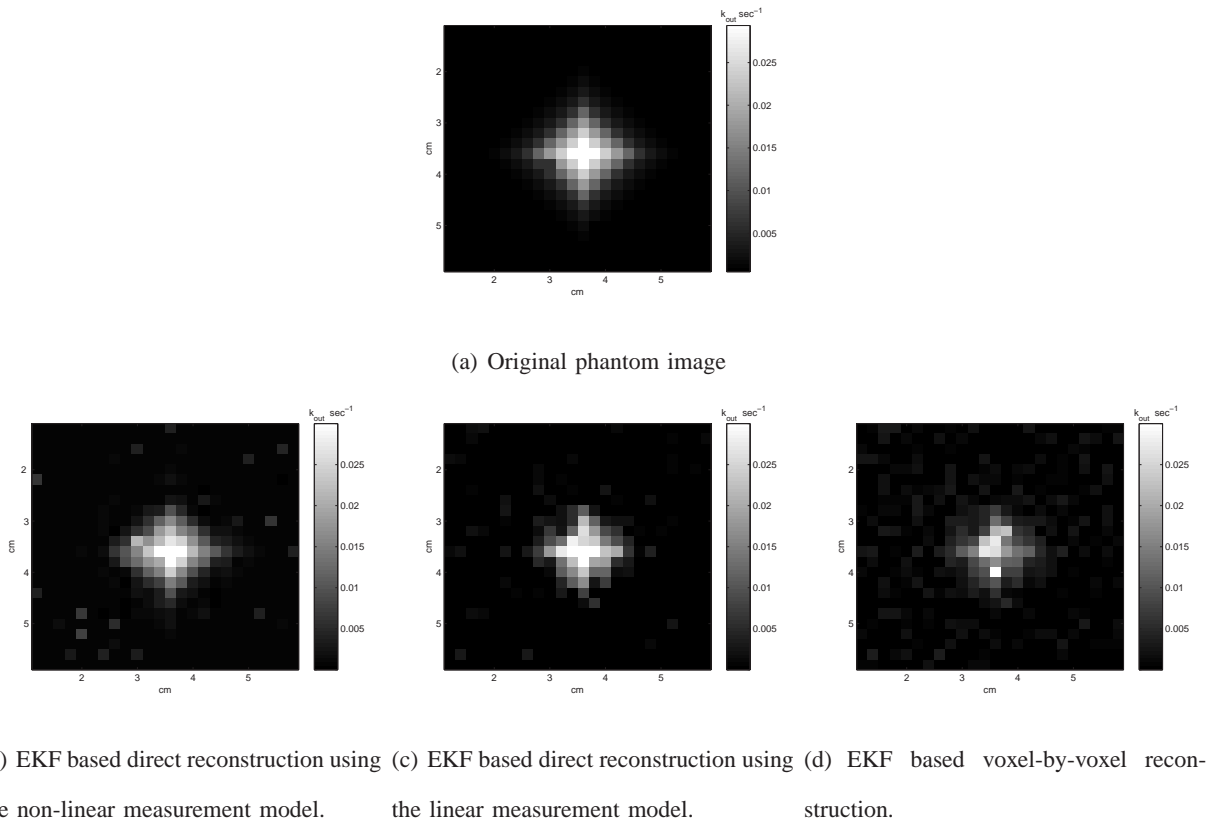 k_out sec⁻¹
0.025
0.02
0.015
0.01
0.005
2
3
4
5
cm
2 3 4 5
cm
(a) Original phantom image
k_out sec⁻¹
0.025
0.02
0.015
0.01
0.005
2
3
4
5
cm
2 3 4 5
cm
k_out sec⁻¹
0.025
0.02
0.015
0.01
0.005
2
3
4
5
cm
2 3 4 5
cm
k_out sec⁻¹
0.025
0.02
0.015
0.01
0.005
2
3
4
5
cm
2 3 4 5
cm
) EKF based direct reconstruction using
e non-linear measurement model.
(c) EKF based direct reconstruction using
the linear measurement model.
(d) EKF based voxel-by-voxel recon-
struction.